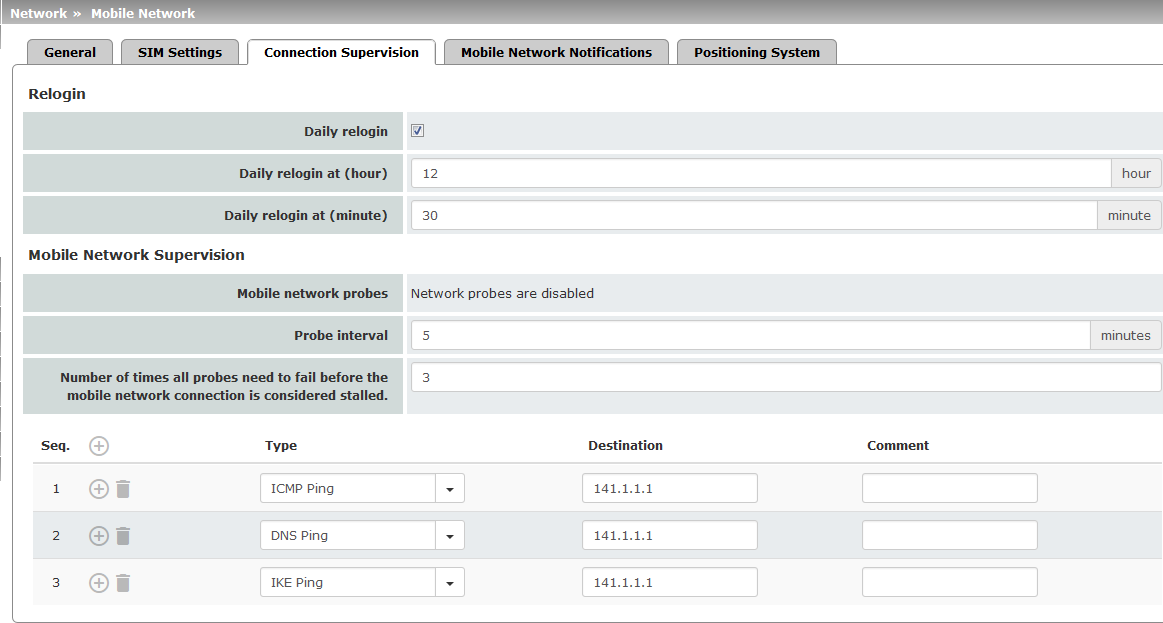 Network » Mobile Network
General SIM Settings Connection Supervision Mobile Network Notifications Positioning System
Relogin
Daily relogin
Daily relogin at (hour) 12 hour
Daily relogin at (minute) 30 minute
Mobile Network Supervision
Mobile network probes Network probes are disabled
Probe interval 5 minutes
Number of times all probes need to fail before the 3
mobile network connection is considered stalled.
Seq. Type Destination Comment
1 ICMP Ping 141.1.1.1
2 DNS Ping 141.1.1.1
3 IKE Ping 141.1.1.1